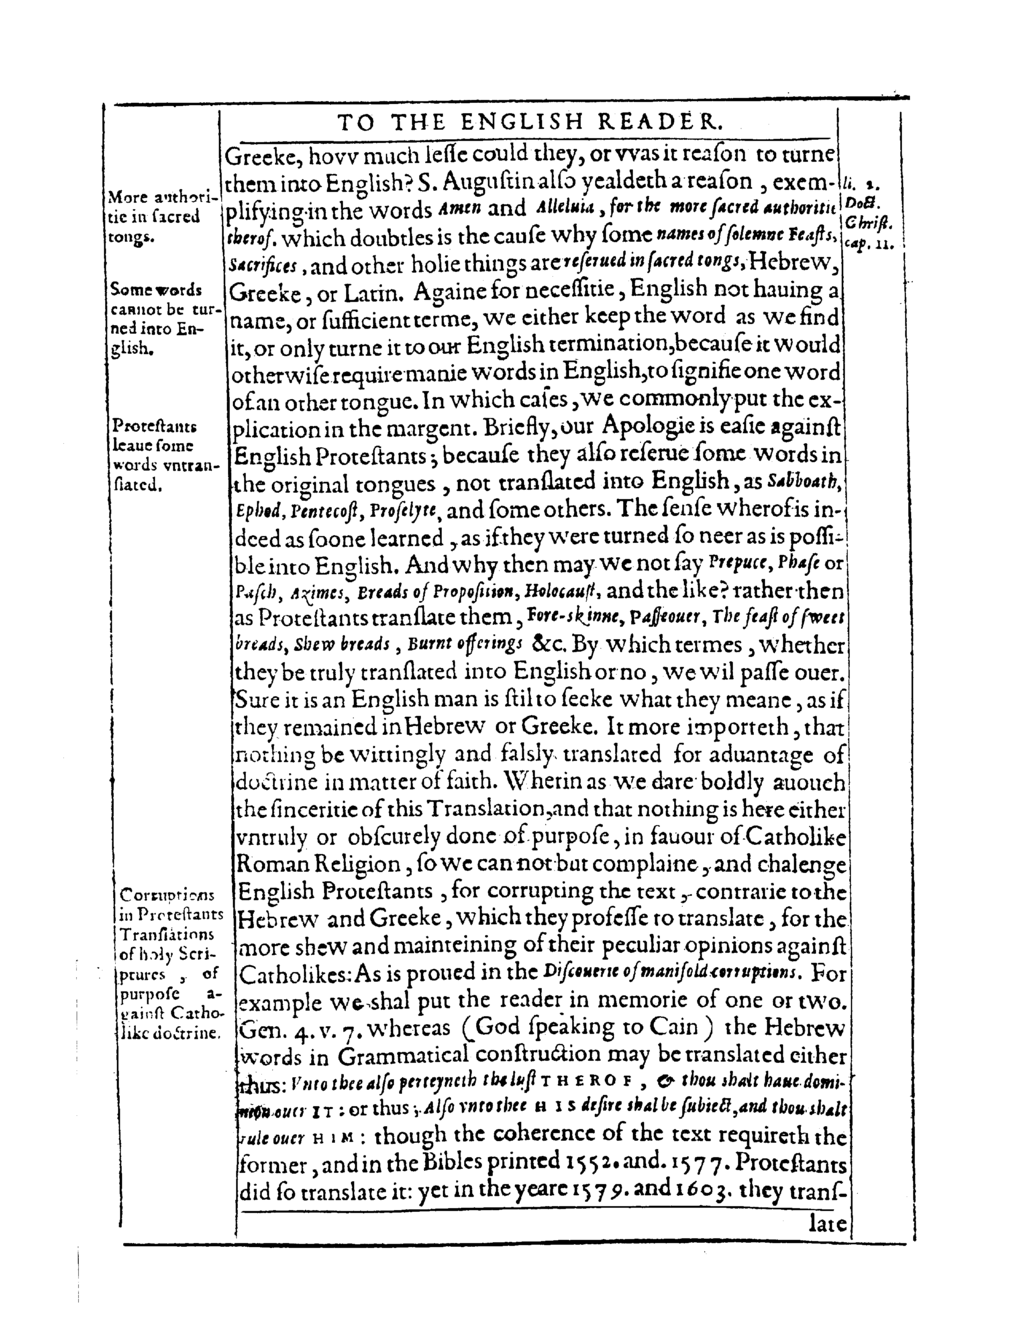 TO THE ENGLISH READER.
Greeke, hovv much leſſe could they, or vvas it reaſon to turne
them into Engliſh? S. Auguſtin alſo yealdeth a reaſon, exem-
plifying in the words Amen and Alleluia, for the more ſacred authoritie
therof. which doubtles is the cauſe why ſome names of ſolemne Feaſts,
Sacrifices, and other holie things are reſerued in ſacred tongs, Hebrew,
Greeke, or Latin. Againe for neceſſitie, Engliſh not hauing a
name, or ſufficient terme, we either keep the word as we find
it, or only turne it to our Engliſh termination, becauſe it would
otherwiſe require manie words in Engliſh, to ſignifie one word
of an other tongue. In which caſes, we commonly put the ex-
plication in the margent. Briefly, our Apologie is eaſie againſt
Engliſh Proteſtants; becauſe they alſo reſerue ſome words in
the original tongues, not tranſlated into Engliſh, as Sabboath,
Ephod, Pentecoſt, Proſelyte, and ſome others. The ſenſe wherof is in-
deed as ſoone learned, as if they were turned ſo neer as is poſſi-
ble into Engliſh. And why then may we not ſay Prepuce, Phaſe or
Paſch, Azimes, Breads of Propoſition, Holocauſt, and the like? rather then
as Proteſtants tranſlate them, Fore-skinne, Paſſeouer, The feaſt of ſweet
breads, Shew breads, Burnt offerings &c. By which termes, whether
they be truly tranſlated into Engliſh or no, we wil paſſe ouer.
Sure it is an Engliſh man is ſtil to ſeeke what they meane, as if
they remained in Hebrew or Greeke. It more importeth, that
nothing be wittingly and falsly translated for aduantage of
doctrine in matter of faith. Wherin as we dare boldly auouch
the ſinceritie of this Translation, and that nothing is here either
vntruly or obſcurely done of purpoſe, in fauour of Catholike
Roman Religion, ſo we can not but complaine, and chalenge
Engliſh Proteſtants, for corrupting the text, contrarie to the
Hebrew and Greeke, which they profeſſe to translate, for the
more shew and mainteining of their peculiar opinions againſt
Catholikes: As is proued in the Diſcouerie of manifold corruptions. For
example we shal put the reader in memorie of one or two.
Gen. 4. v. 7. whereas (God ſpeaking to Cain) the Hebrew
words in Grammatical conſtruction may be translated either
thus: Vnto thee alſo perteyneth the luſt THEROF, & thou shalt haue domi-
nion ouer IT: or thus; Alſo vnto thee HIS deſire shal be ſubiect, and thou shalt
rule ouer HIM: though the coherence of the text requireth the
former, and in the Bibles printed 1552. and. 1577. Proteſtants
did ſo translate it: yet in the yeare 1579. and 1603. they tranſ-
late
More authori-
tie in ſacred
tongs.
Some words
cannot be tur-
ned into En-
gliſh.
Proteſtants
leaue ſome
words vntran-
ſlated.
Corruptions
in Proteſtants
Tranſlations
of holy Scri-
ptures, of
purpoſe a-
gainſt Catho-
like doctrine.
li. 2.
Doct.
Chriſt.
cap. 11.